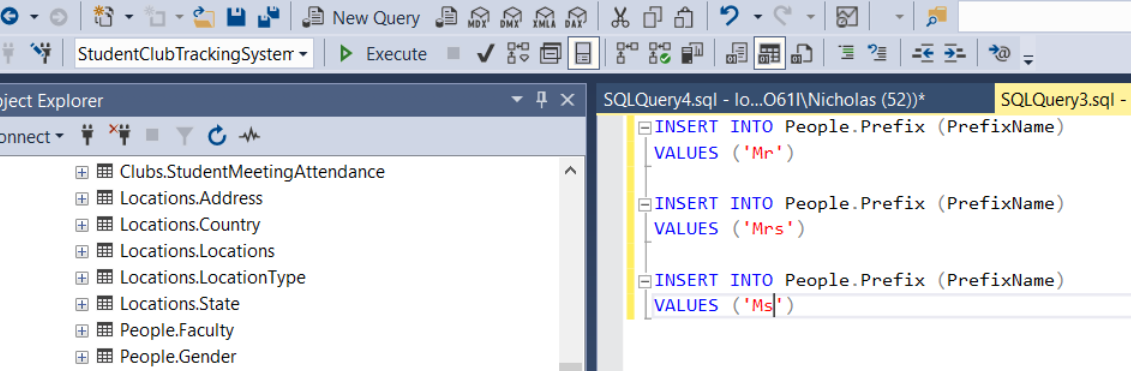 New Query
MDX
DMX
XMLA
DAX
StudentClubTrackingSystem
Execute
ject Explorer
onnect
Clubs.StudentMeetingAttendance
Locations.Address
Locations.Country
Locations.Locations
Locations.LocationType
Locations.State
People.Faculty
People.Gender
SQLQuery4.sql - lo...O61I\Nicholas (52))*
SQLQuery3.sql -
INSERT INTO People.Prefix (PrefixName)
VALUES ('Mr')
INSERT INTO People.Prefix (PrefixName)
VALUES ('Mrs')
INSERT INTO People.Prefix (PrefixName)
VALUES ('Ms')